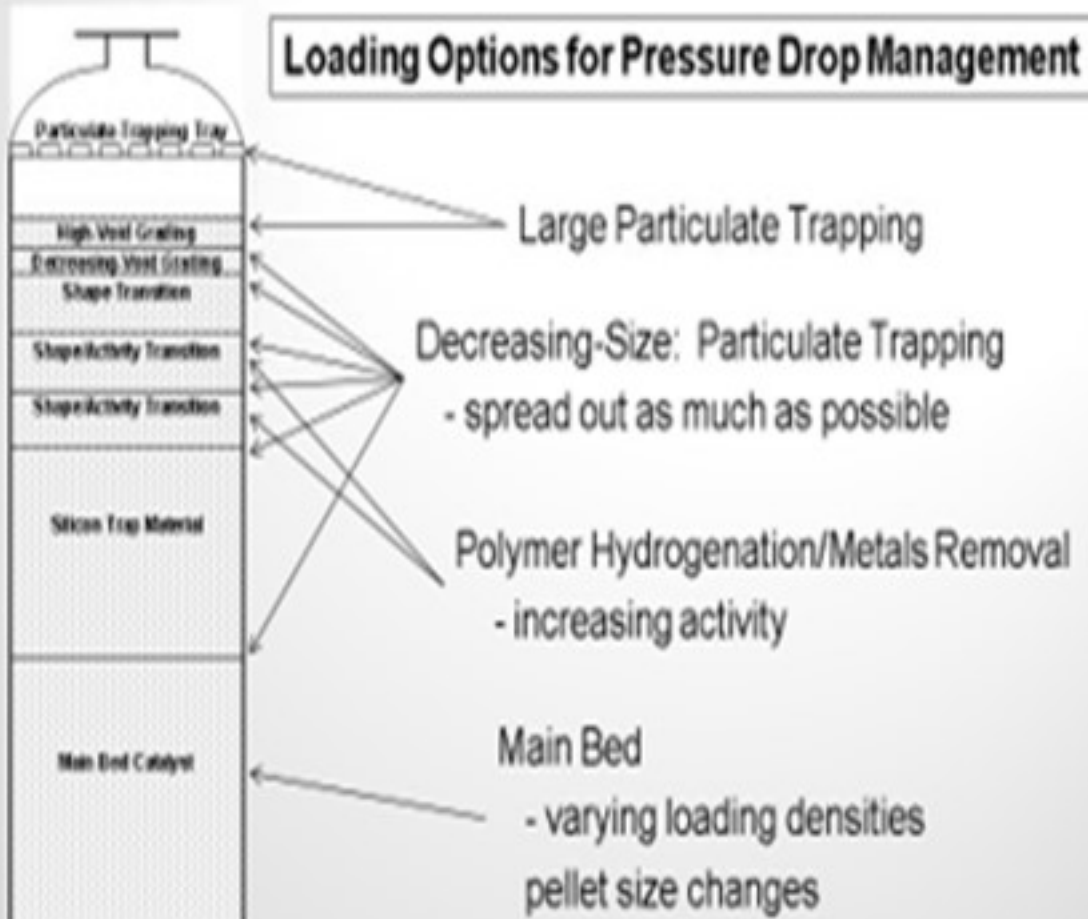 Loading Options for Pressure Drop Management
Particulate Trapping Tray
High Void Grading
Decreasing Void Grading
Shape Transition
Shape/Activity Transition
Shape/Activity Transition
Silicon Trap Material
Main Bed Catalyst
Large Particulate Trapping
Decreasing-Size: Particulate Trapping
- spread out as much as possible
Polymer Hydrogenation/Metals Removal
- increasing activity
Main Bed
- varying loading densities
pellet size changes